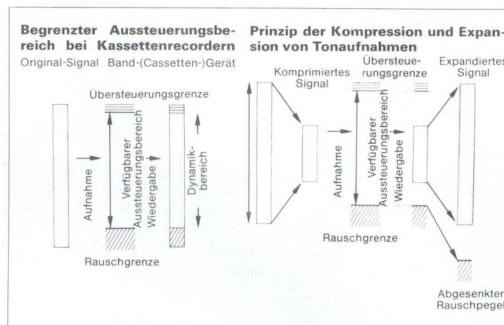 Begrenzter Aussteuerungsbe-
reich bei Kassettenrecordern
Original-Signal Band-(Cassetten-)Gerät
Übersteuerungsgrenze
Aufnahme
Verfügbarer
Aussteuerungsbereich
Wiedergabe
Dynamik-
bereich
Rauschgrenze
Prinzip der Kompression und Expan-
sion von Tonaufnahmen
Komprimiertes
Signal
Übersteue-
rungsgrenze
Expandiertes
Signal
Aufnahme
Verfügbarer
Aussteuerungsbereich
Wiedergabe
Rauschgrenze
Abgesenkter
Rauschpegel